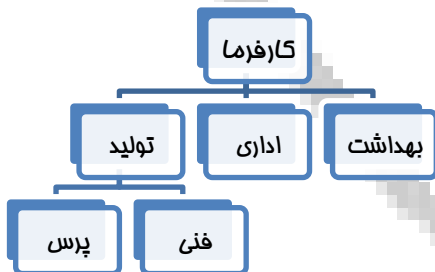 کارفرما
بهداشت
اداری
تولید
فنی
پرس